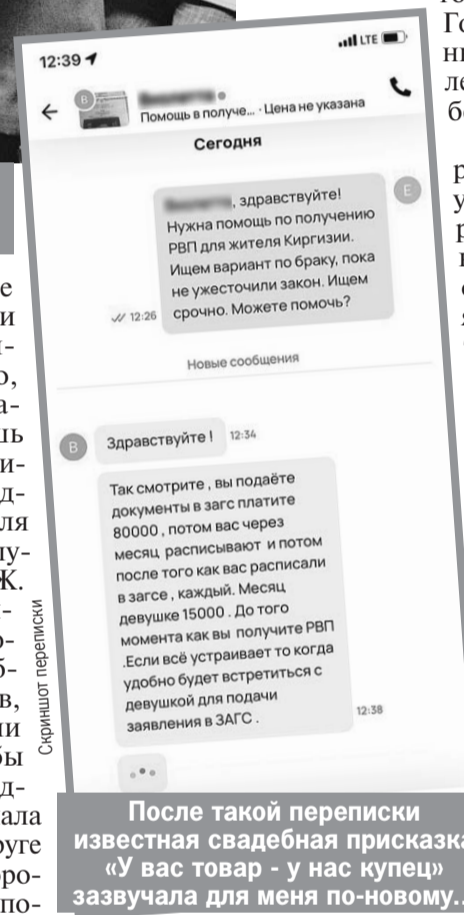 12:39
LTE
B
Помощь в получе... · Цена не указана
Сегодня
, здравствуйте!
Нужна помощь по получению
РВП для жителя Киргизии.
Ищем вариант по браку, пока
не ужесточили закон. Ищем
срочно. Можете помочь?
12:26
E
Новые сообщения
B
Здравствуйте !
12:34
Так смотрите , вы подаёте
документы в загс платите
80000 , потом вас через
месяц расписывают и потом
после того как вас расписали
в загсе , каждый. Месяц
девушке 15000 . До того
момента как вы получите РВП
.Если всё устраивает то когда
удобно будет встретиться с
девушкой для подачи
заявления в ЗАГС .
12:38
Скриншот переписки
После такой переписки
известная свадебная присказка
«У вас товар - у нас купец»
зазвучала для меня по-новому...